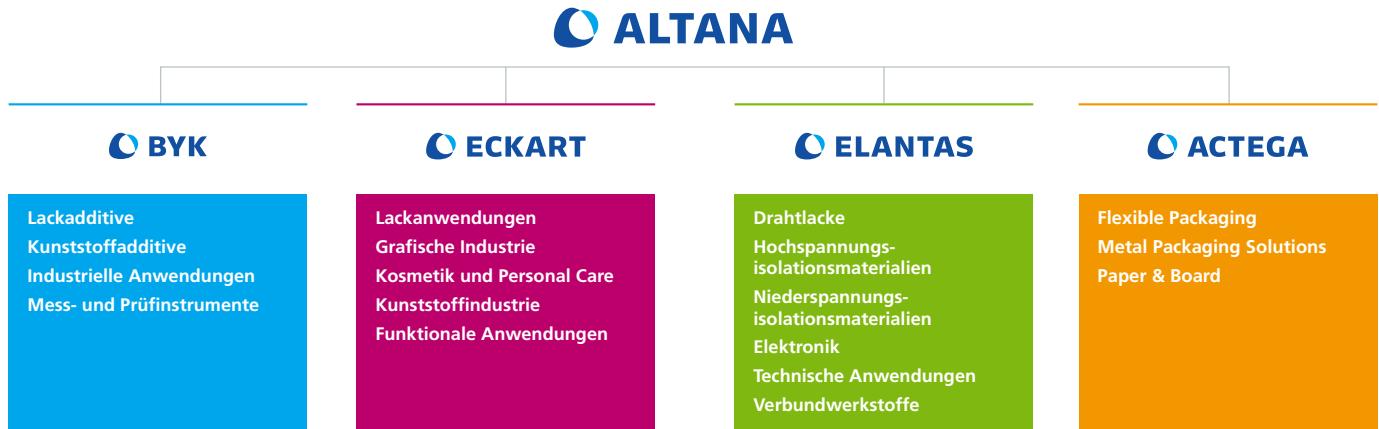 ALTANA
BYK
Lackadditive
Kunststoffadditive
Industrielle Anwendungen
Mess- und Prüfinstrumente
ECKART
Lackanwendungen
Grafische Industrie
Kosmetik und Personal Care
Kunststoffindustrie
Funktionale Anwendungen
ELANTAS
Drahtlacke
Hochspannungs-
isolationsmaterialien
Niederspannungs-
isolationsmaterialien
Elektronik
Technische Anwendungen
Verbundwerkstoffe
ACTEGA
Flexible Packaging
Metal Packaging Solutions
Paper & Board